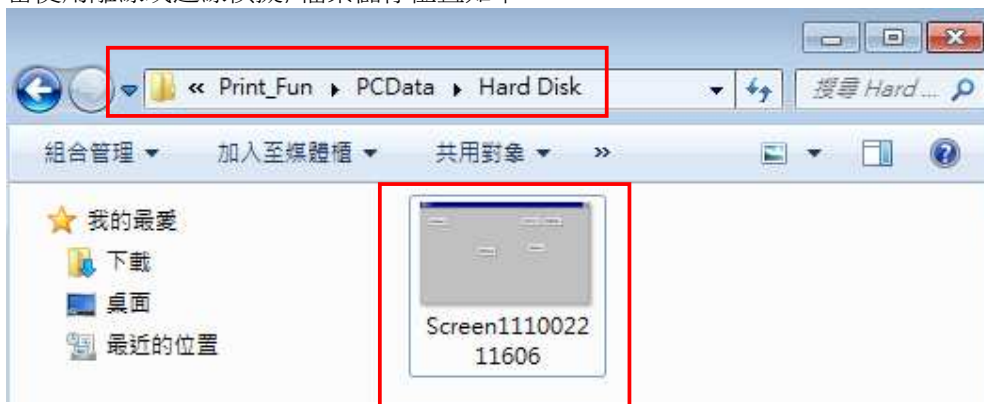 « Print_Fun ▸ PCData ▸ Hard Disk
搜尋 Hard ...
組合管理 ▼ 加入至媒體櫃 ▼ 共用對象 ▼ »
我的最愛
下載
桌面
最近的位置
Screen1110022
11606